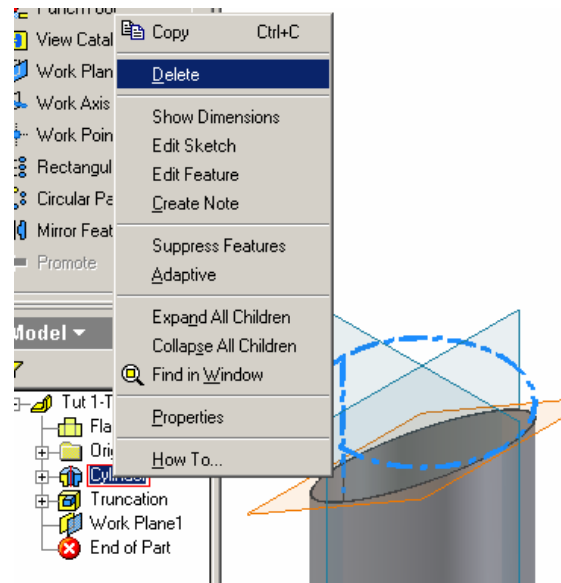 View Catal
Work Plan
Work Axis
Work Poin
Rectangul
Circular Pa
Mirror Feat
Promote
Copy Ctrl+C
Delete
Show Dimensions
Edit Sketch
Edit Feature
Create Note
Suppress Features
Adaptive
Expand All Children
Collapse All Children
Find in Window
Properties
How To...
Model
Tut 1-T
Fla
Orig
Cylinder
Truncation
Work Plane1
End of Part